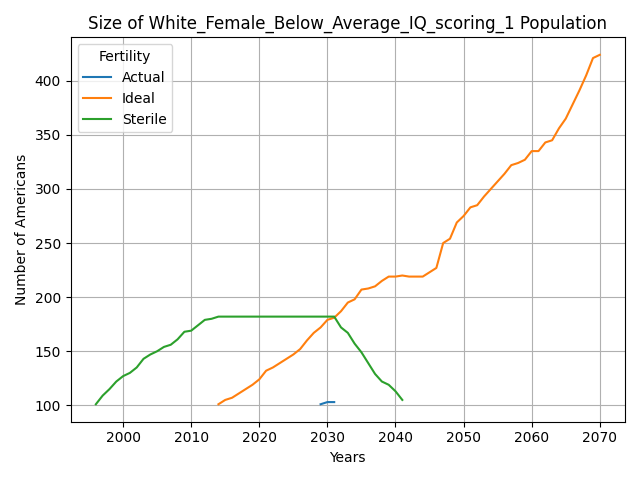 Size of White_Female_Below_Average_IQ_scoring_1 Population
Fertility
Actual
Ideal
Sterile
Number of Americans
400
350
300
250
200
150
100
2000 2010 2020 2030 2040 2050 2060 2070
Years